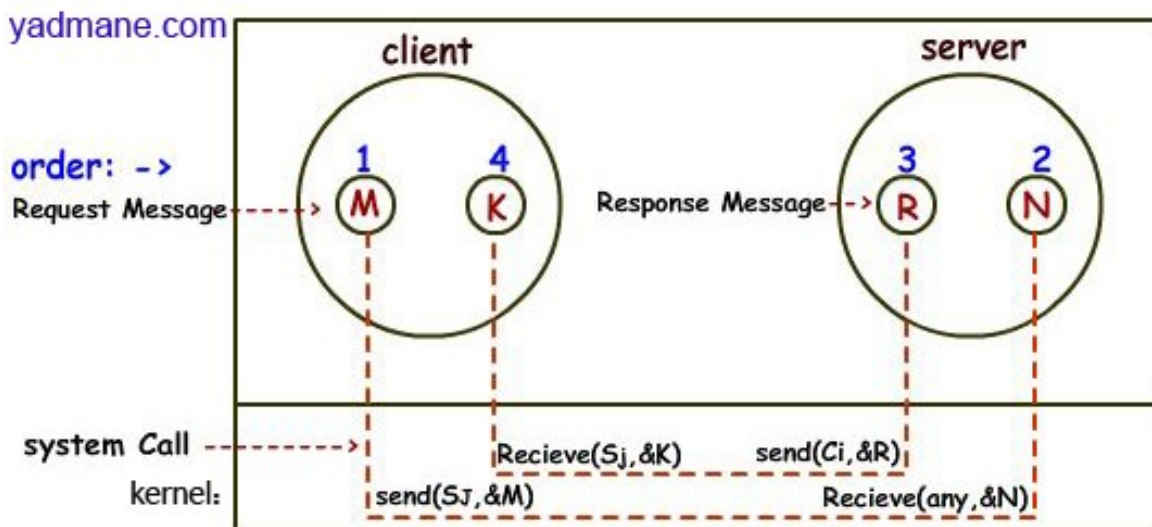 yadmane.com
client
server
order: ->
1
4
3
2
Request Message
M
K
Response Message
R
N
system Call
Recieve(Sj,&K)
send(Ci,&R)
kernel:
send(SJ,&M)
Recieve(any,&N)